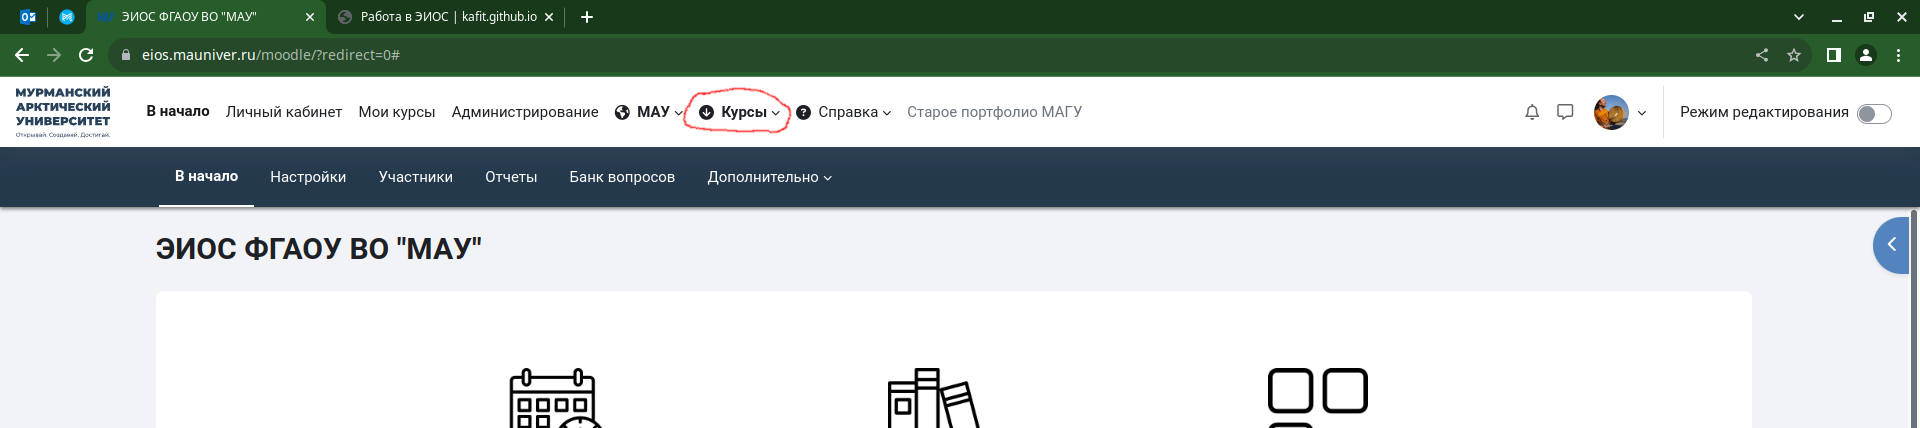 ЭИОС ФГАОУ ВО "МАУ"
Работа в ЭИОС | kafit.github.io
eios.mauniver.ru/moodle/?redirect=0#
МУРМАНСКИЙ
АРКТИЧЕСКИЙ
УНИВЕРСИТЕТ
Открывай. Создавай. Достигай.
В начало Личный кабинет Мои курсы Администрирование МАУ Курсы Справка Старое портфолио МАГУ Режим редактирования
В начало Настройки Участники Отчеты Банк вопросов Дополнительно
ЭИОС ФГАОУ ВО "МАУ"